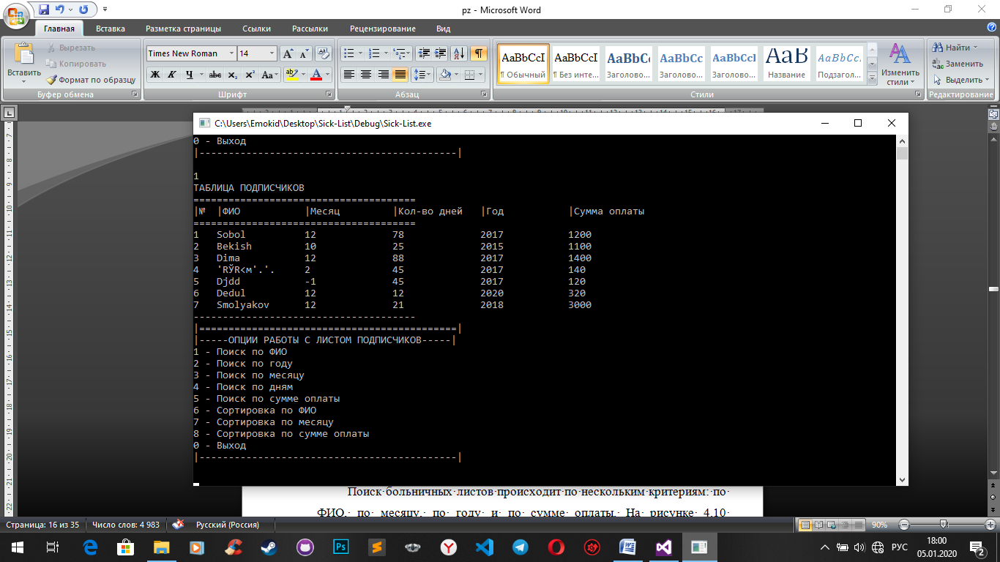 pz - Microsoft Word
Главная Вставка Разметка страницы Ссылки Рассылки Рецензирование Вид
Вставить
Вырезать
Копировать
Формат по образцу
Буфер обмена
Times New Roman 14
Ж К Ч abc x₂ x² Aa
Шрифт
Абзац
AaBbCcI AaBbCcI AaBbCc AaBbCc AaBbCcI AaB AaBbCc.
¶ Обычный ¶ Без инте... Заголово... Заголово... Заголово... Название Подзагол...
Изменить стили
Стили
Найти
Заменить
Выделить
Редактирование
C:\Users\Emokid\Desktop\Sick-List\Debug\Sick-List.exe
0 - Выход
|--------------------------------------------|
1
ТАБЛИЦА ПОДПИСЧИКОВ
======================================
|№ |ФИО |Месяц |Кол-во дней |Год |Сумма оплаты
======================================
1 Sobol 12 78 2017 1200
2 Bekish 10 25 2015 1100
3 Dima 12 88 2017 1400
4 'RЎR<м'.'. 2 45 2017 140
5 Djdd -1 45 2017 120
6 Dedul 12 12 2020 320
7 Smolyakov 12 21 2018 3000
--------------------------------------
|============================================|
|-----ОПЦИИ РАБОТЫ С ЛИСТОМ ПОДПИСЧИКОВ-----|
1 - Поиск по ФИО
2 - Поиск по году
3 - Поиск по месяцу
4 - Поиск по дням
5 - Поиск по сумме оплаты
6 - Сортировка по ФИО
7 - Сортировка по месяцу
8 - Сортировка по сумме оплаты
0 - Выход
|--------------------------------------------|
Поиск больничных листов происходит по нескольким критериям: по
ФИО, по месяцу, по году и по сумме оплаты. На рисунке 4.10
Страница: 16 из 35 Число слов: 4 983 Русский (Россия) 90%
РУС
18:00
05.01.2020
2